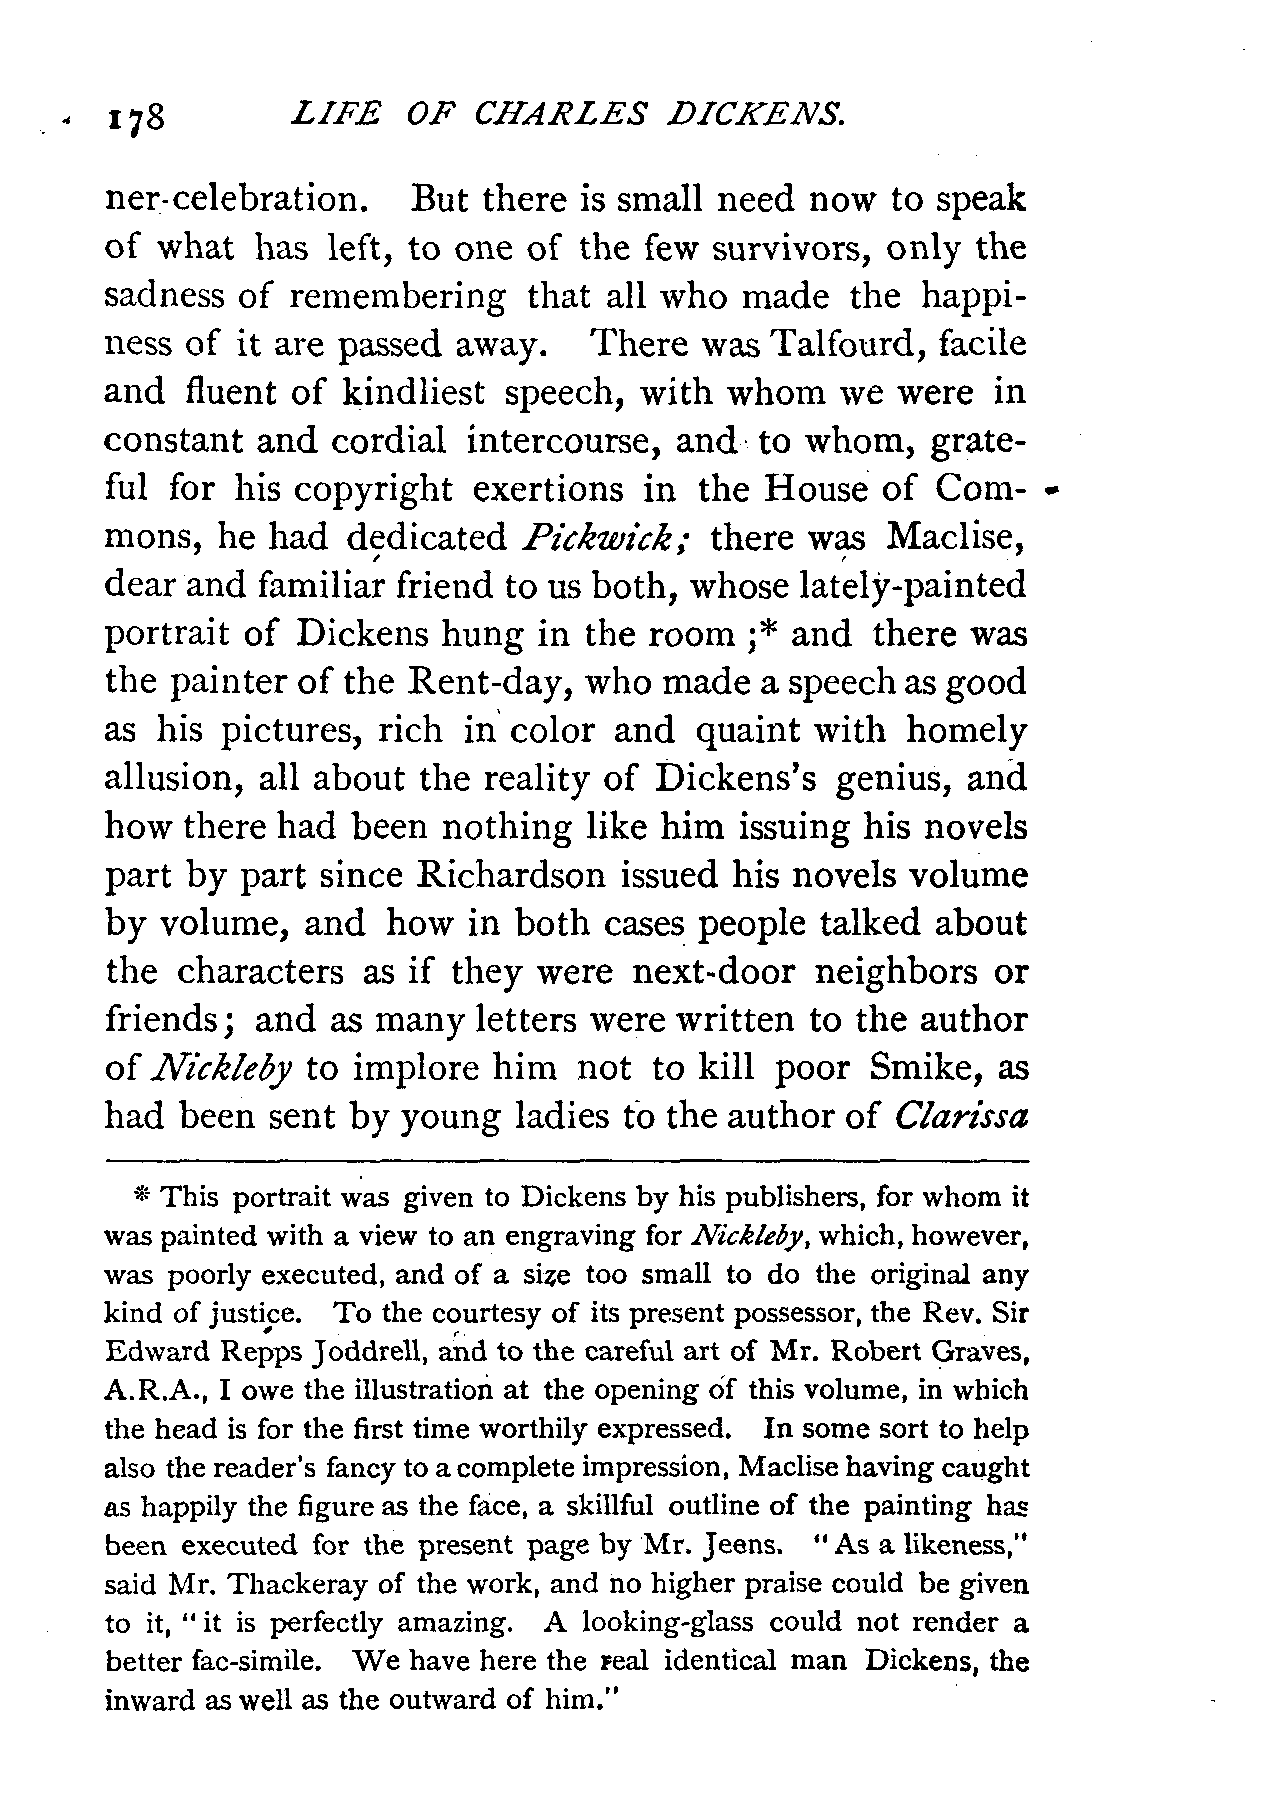 178 LIFE OF CHARLES DICKENS.
ner-celebration. But there is small need now to speak
of what has left, to one of the few survivors, only the
sadness of remembering that all who made the happi-
ness of it are passed away. There was Talfourd, facile
and fluent of kindliest speech, with whom we were in
constant and cordial intercourse, and to whom, grate-
ful for his copyright exertions in the House of Com-
mons, he had dedicated Pickwick; there was Maclise,
dear and familiar friend to us both, whose lately-painted
portrait of Dickens hung in the room ;* and there was
the painter of the Rent-day, who made a speech as good
as his pictures, rich in color and quaint with homely
allusion, all about the reality of Dickens's genius, and
how there had been nothing like him issuing his novels
part by part since Richardson issued his novels volume
by volume, and how in both cases people talked about
the characters as if they were next-door neighbors or
friends; and as many letters were written to the author
of Nickleby to implore him not to kill poor Smike, as
had been sent by young ladies to the author of Clarissa
* This portrait was given to Dickens by his publishers, for whom it
was painted with a view to an engraving for Nickleby, which, however,
was poorly executed, and of a size too small to do the original any
kind of justice. To the courtesy of its present possessor, the Rev. Sir
Edward Repps Joddrell, and to the careful art of Mr. Robert Graves,
A.R.A., I owe the illustration at the opening of this volume, in which
the head is for the first time worthily expressed. In some sort to help
also the reader's fancy to a complete impression, Maclise having caught
as happily the figure as the face, a skillful outline of the painting has
been executed for the present page by Mr. Jeens. "As a likeness,"
said Mr. Thackeray of the work, and no higher praise could be given
to it, "it is perfectly amazing. A looking-glass could not render a
better fac-simile. We have here the real identical man Dickens, the
inward as well as the outward of him."